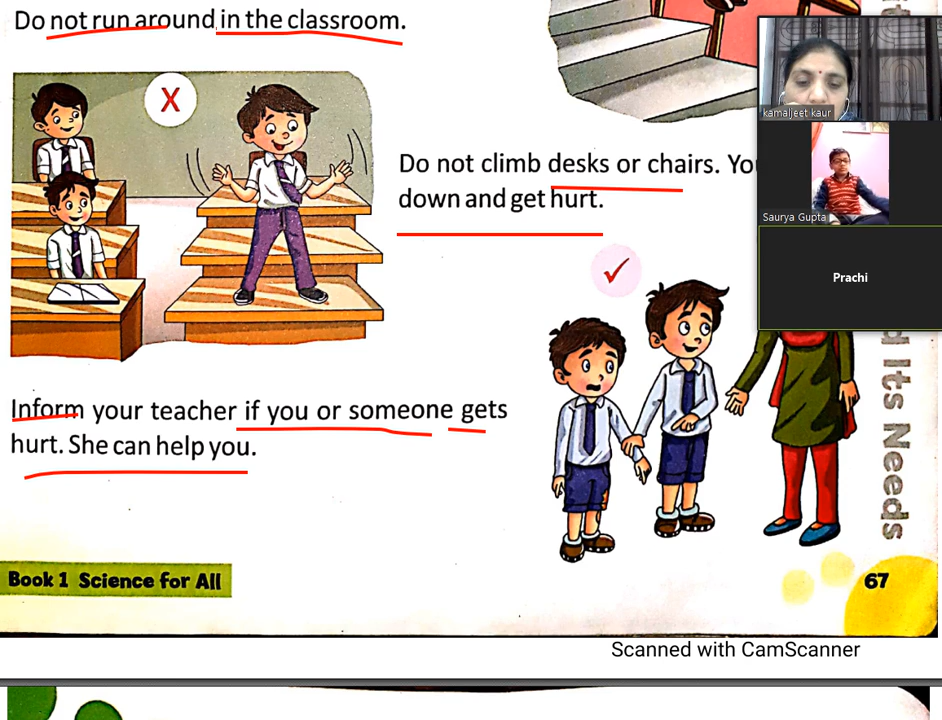 Do not run around in the classroom.
X
kamaljeet kaur
Do not climb desks or chairs. You
down and get hurt.
Saurya Gupta
Prachi
Inform your teacher if you or someone gets
hurt. She can help you.
Its Needs
Book 1 Science for All
67
Scanned with CamScanner